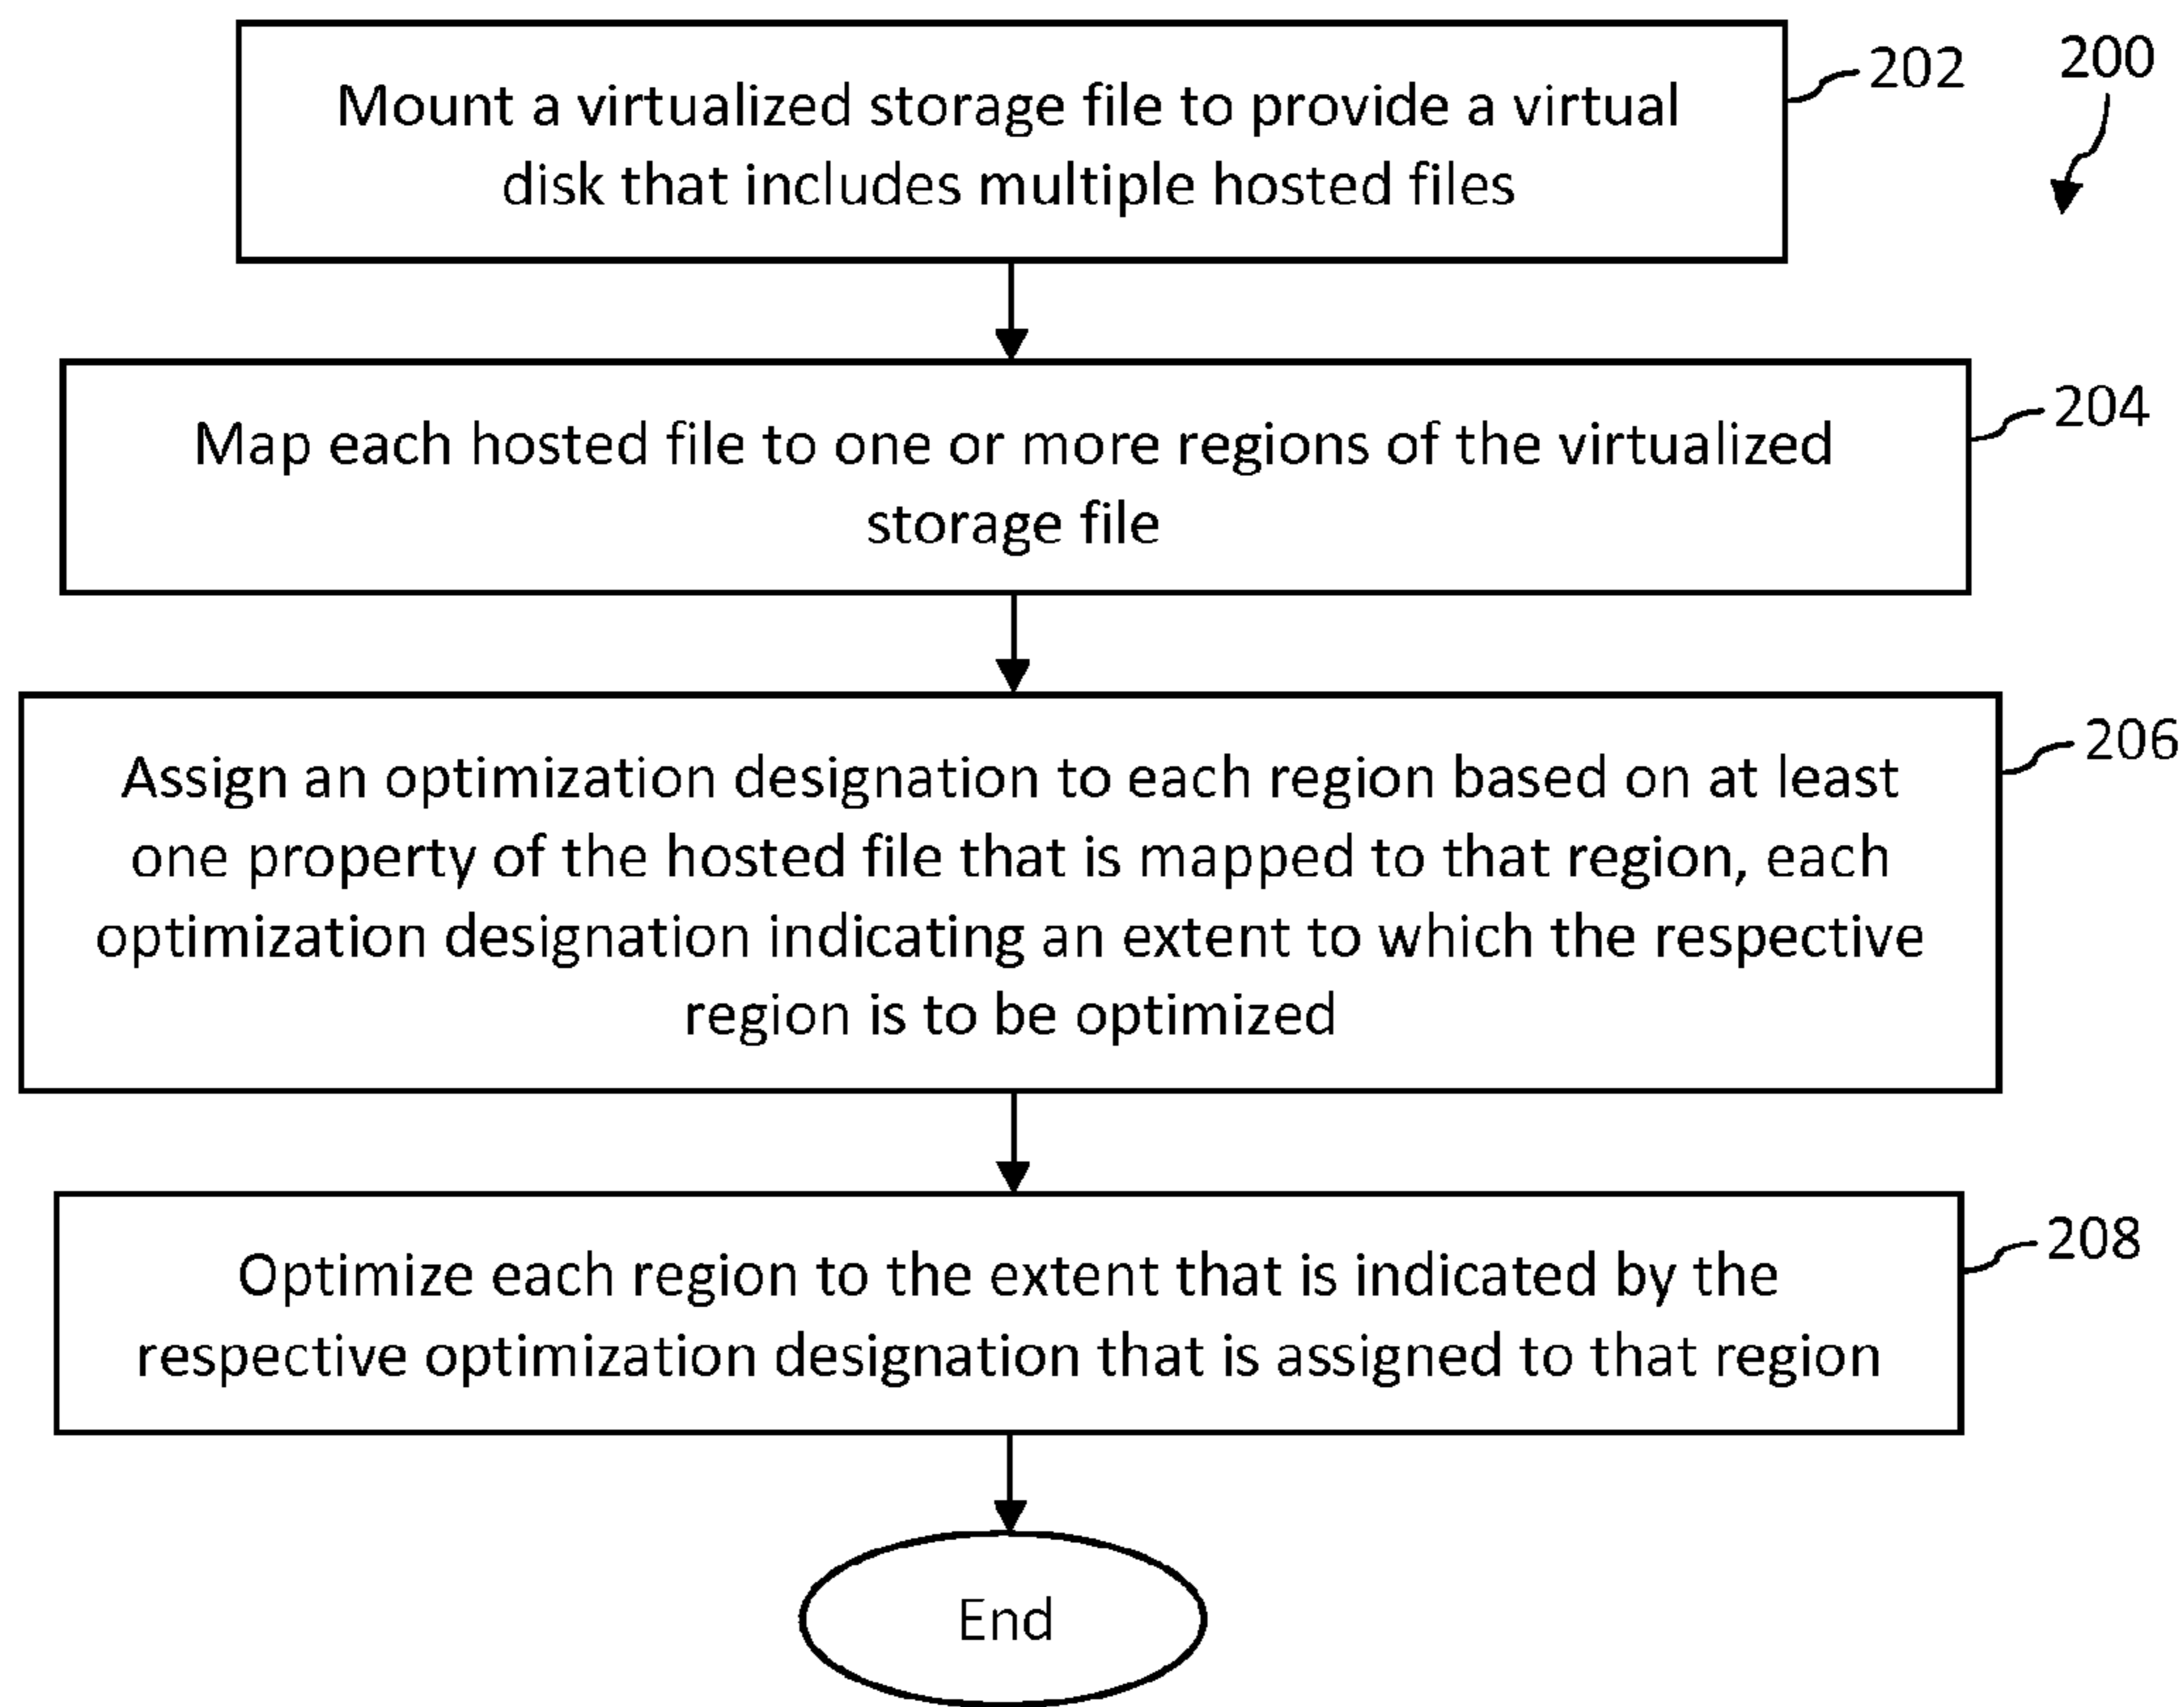 Mount a virtualized storage file to provide a virtual
disk that includes multiple hosted files
202
200
Map each hosted file to one or more regions of the virtualized
storage file
204
Assign an optimization designation to each region based on at least
one property of the hosted file that is mapped to that region, each
optimization designation indicating an extent to which the respective
region is to be optimized
206
Optimize each region to the extent that is indicated by the
respective optimization designation that is assigned to that region
208
End